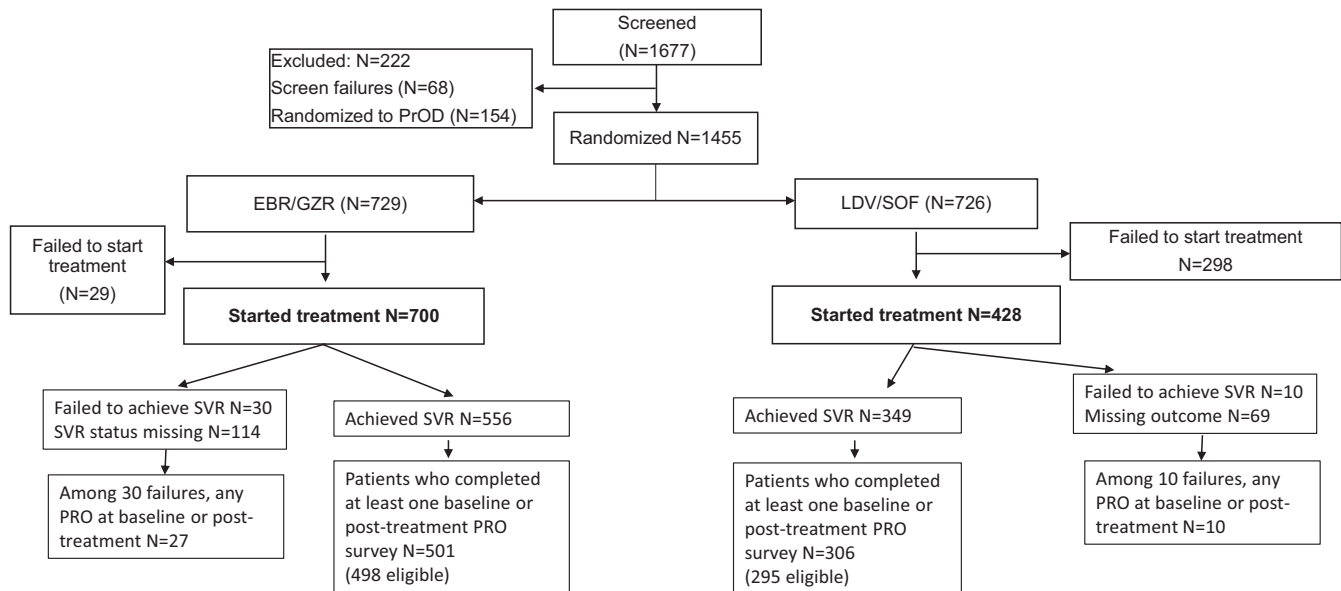 Screened
(N=1677)
Excluded: N=222
Screen failures (N=68)
Randomized to PrOD (N=154)
Randomized N=1455
EBR/GZR (N=729)
LDV/SOF (N=726)
Failed to start
treatment
(N=29)
Failed to start treatment
N=298
Started treatment N=700
Started treatment N=428
Failed to achieve SVR N=30
SVR status missing N=114
Achieved SVR N=556
Achieved SVR N=349
Failed to achieve SVR N=10
Missing outcome N=69
Among 30 failures, any
PRO at baseline or post-
treatment N=27
Patients who completed
at least one baseline or
post-treatment PRO
survey N=501
(498 eligible)
Patients who completed
at least one baseline or
post-treatment PRO
survey N=306
(295 eligible)
Among 10 failures, any
PRO at baseline or post-
treatment N=10